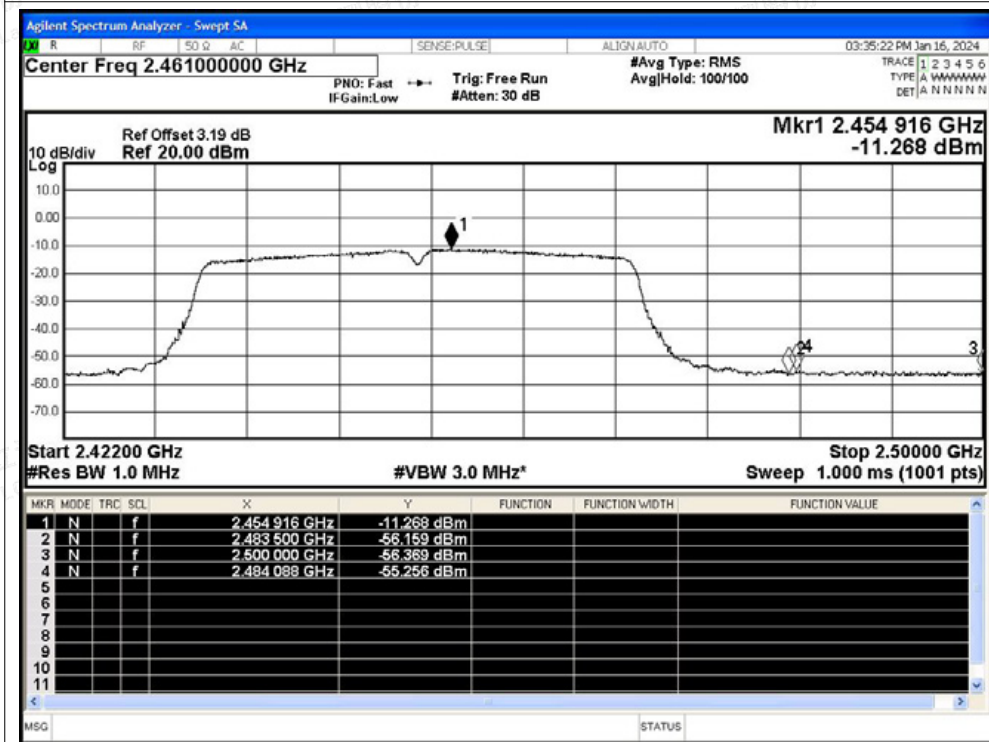 Agilent Spectrum Analyzer - Swept SA
LXI R RF 50 Ω AC SENSE:PULSE ALIGN AUTO 03:35:22 PM Jan 16, 2024
Center Freq 2.461000000 GHz
PNO: Fast
IFGain:Low
Trig: Free Run
#Atten: 30 dB
#Avg Type: RMS
Avg|Hold: 100/100
TRACE 1 2 3 4 5 6
TYPE A WWWWW
DET A N N N N N
Ref Offset 3.19 dB
10 dB/div Ref 20.00 dBm
Log
Mkr1 2.454 916 GHz
-11.268 dBm
10.0
0.00
-10.0
-20.0
-30.0
-40.0
-50.0
-60.0
-70.0
1
2 4
3
Start 2.42200 GHz Stop 2.50000 GHz
#Res BW 1.0 MHz #VBW 3.0 MHz* Sweep 1.000 ms (1001 pts)
MKR MODE TRC SCL X Y FUNCTION FUNCTION WIDTH FUNCTION VALUE
1 N f 2.454 916 GHz -11.268 dBm
2 N f 2.483 500 GHz -56.159 dBm
3 N f 2.500 000 GHz -56.369 dBm
4 N f 2.484 088 GHz -55.256 dBm
5
6
7
8
9
10
11
MSG STATUS